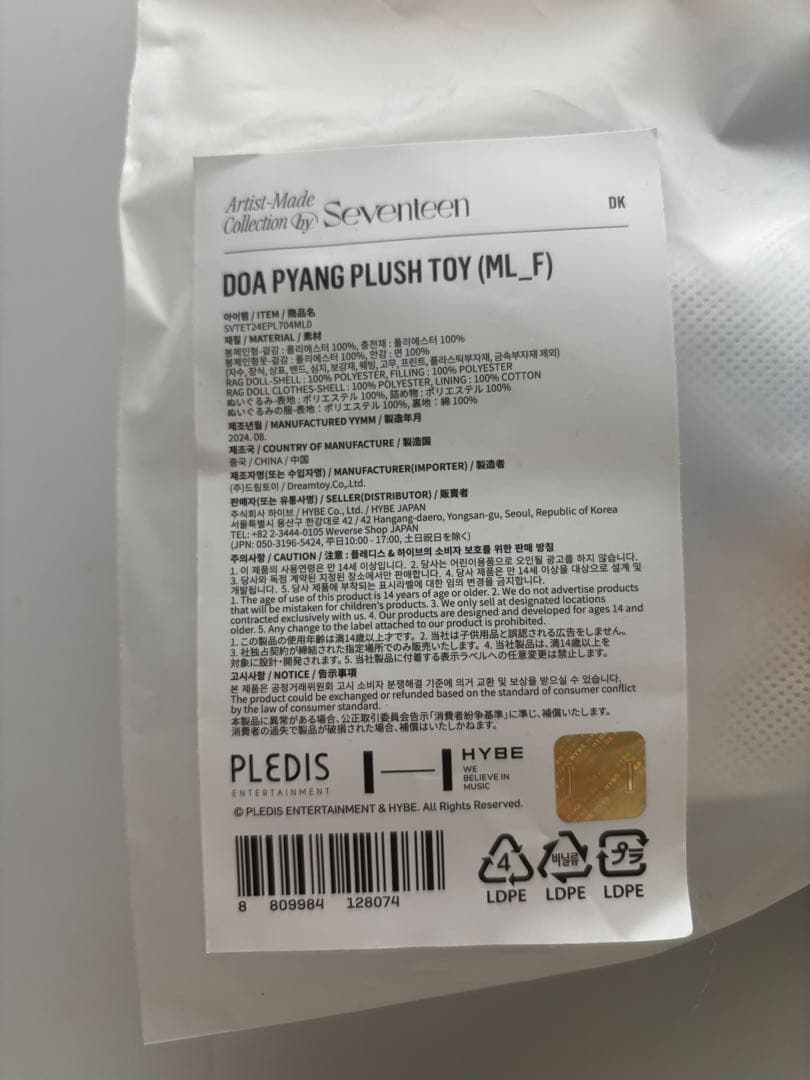 Artist-Made
Collection by Seventeen
DK
DOA PYANG PLUSH TOY (ML_F)
아이템 / ITEM / 商品名
SVTET24EPL704ML0
재질 / MATERIAL / 素材
봉제인형-겉감 : 폴리에스터 100%, 충전재 : 폴리에스터 100%
봉제인형옷-겉감 : 폴리에스터 100%, 안감 : 면 100%
(자수, 장식, 상표, 밴드, 심지, 보강재, 웨빙, 고무, 프린트, 플라스틱부자재, 금속부자재 제외)
RAG DOLL-SHELL : 100% POLYESTER, FILLING : 100% POLYESTER
RAG DOLL CLOTHES-SHELL : 100% POLYESTER, LINING : 100% COTTON
ぬいぐるみ-表地 : ポリエステル 100%, 詰め物 : ポリエステル 100%
ぬいぐるみの服-表地 : ポリエステル 100%, 裏地 : 綿 100%
제조년월 / MANUFACTURED YYMM / 製造年月
2024. 08.
제조국 / COUNTRY OF MANUFACTURE / 製造国
중국 / CHINA / 中国
제조자명(또는 수입자명) / MANUFACTURER(IMPORTER) / 製造者
(주)드림토이 / Dreamtoy.Co,.Ltd.
판매자(또는 유통사명) / SELLER(DISTRIBUTOR) / 販賣者
주식회사 하이브 / HYBE Co., Ltd. / HYBE JAPAN
서울특별시 용산구 한강대로 42 / 42 Hangang-daero, Yongsan-gu, Seoul, Republic of Korea
TEL: +82 2-3444-0105 Weverse Shop JAPAN
(JPN: 050-3196-5424, 平日10:00 - 17:00, 土日祝日を除く)
주의사항 / CAUTION / 注意 : 플레디스 & 하이브의 소비자 보호를 위한 판매 방침
1. 이 제품의 사용연령은 만 14세 이상입니다. 2. 당사는 어린이용품으로 오인될 광고를 하지 않습니다.
3. 당사와 독점 계약된 지정된 장소에서만 판매합니다. 4. 당사 제품은 만 14세 이상을 대상으로 설계 및
개발됩니다. 5. 당사 제품에 부착되는 표시라벨에 대한 임의 변경을 금지합니다.
1. The age of use of this product is 14 years of age or older. 2. We do not advertise products
that will be mistaken for children's products. 3. We only sell at designated locations
contracted exclusively with us. 4. Our products are designed and developed for ages 14 and
older. 5. Any change to the label attached to our product is prohibited.
1. この製品の使用年齢は満14歳以上才です。2. 当社は子供用品と誤認される広告をしません。
3. 社独占契約が締結された指定場所でのみ販売いたします。4. 当社製品は、満14歳以上を
対象に設計・開発されます。5. 当社製品に付着する表示ラベルへの任意変更は禁止します。
고시사항 / NOTICE / 告示事項
본 제품은 공정거래위원회 고시 소비자 분쟁해결 기준에 의거 교환 및 보상을 받으실 수 있습니다.
The product could be exchanged or refunded based on the standard of consumer conflict
by the law of consumer standard.
本製品に異常がある場合、公正取引委員会告示「消費者紛争基準」に準じ、補償いたします。
消費者の過失で製品が破損された場合、補償はいたしかねます。
PLEDIS
ENTERTAINMENT
HYBE
WE
BELIEVE IN
MUSIC
© PLEDIS ENTERTAINMENT & HYBE. All Rights Reserved.
8 809984 128074
4
LDPE
비닐류
LDPE
プラ
LDPE